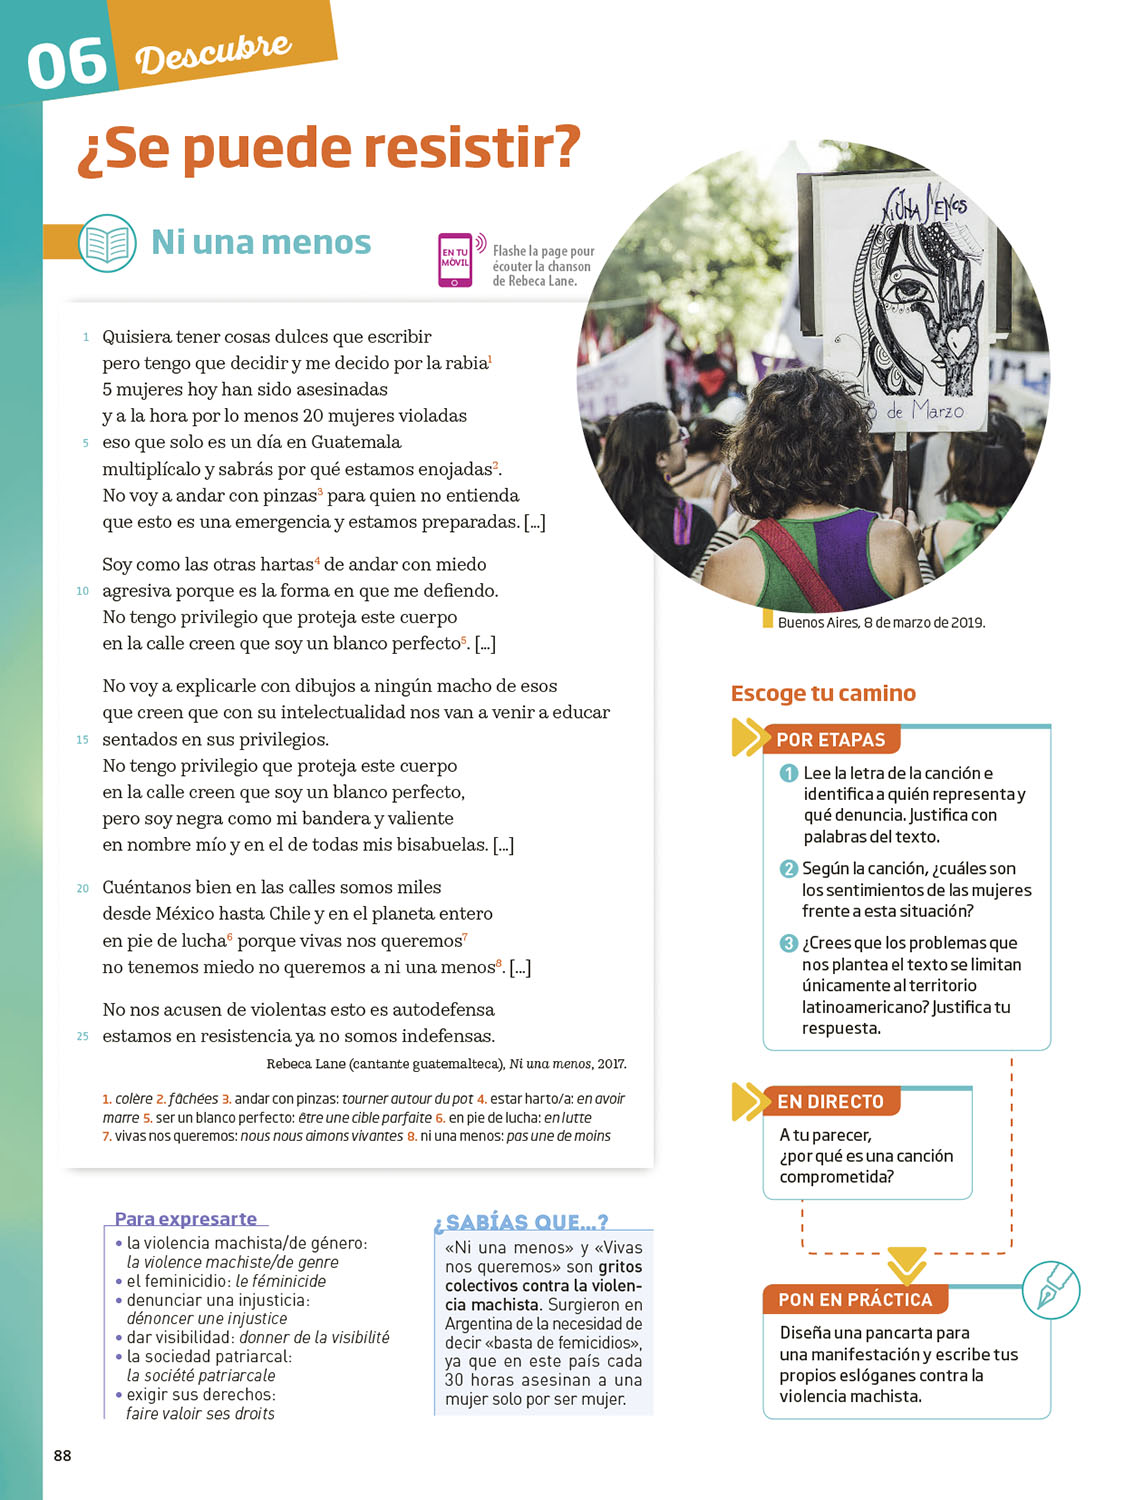 06 Descubre
¿Se puede resistir?
Ni una menos
EN TU
MÓVIL
Flashe la page pour
écouter la chanson
de Rebeca Lane.
1 Quisiera tener cosas dulces que escribir
pero tengo que decidir y me decido por la rabia1
5 mujeres hoy han sido asesinadas
y a la hora por lo menos 20 mujeres violadas
5 eso que solo es un día en Guatemala
multiplícalo y sabrás por qué estamos enojadas2.
No voy a andar con pinzas3 para quien no entienda
que esto es una emergencia y estamos preparadas. [...]
Soy como las otras hartas4 de andar con miedo
10 agresiva porque es la forma en que me defiendo.
No tengo privilegio que proteja este cuerpo
en la calle creen que soy un blanco perfecto5. [...]
No voy a explicarle con dibujos a ningún macho de esos
que creen que con su intelectualidad nos van a venir a educar
15 sentados en sus privilegios.
No tengo privilegio que proteja este cuerpo
en la calle creen que soy un blanco perfecto,
pero soy negra como mi bandera y valiente
en nombre mío y en el de todas mis bisabuelas. [...]
20 Cuéntanos bien en las calles somos miles
desde México hasta Chile y en el planeta entero
en pie de lucha6 porque vivas nos queremos7
no tenemos miedo no queremos a ni una menos8. [...]
No nos acusen de violentas esto es autodefensa
25 estamos en resistencia ya no somos indefensas.
Rebeca Lane (cantante guatemalteca), Ni una menos, 2017.
1. colère 2. fâchées 3. andar con pinzas: tourner autour du pot 4. estar harto/a: en avoir
marre 5. ser un blanco perfecto: être une cible parfaite 6. en pie de lucha: en lutte
7. vivas nos queremos: nous nous aimons vivantes 8. ni una menos: pas une de moins
NI UNA MENOS
8 de Marzo
Buenos Aires, 8 de marzo de 2019.
Escoge tu camino
POR ETAPAS
1 Lee la letra de la canción e
identifica a quién representa y
qué denuncia. Justifica con
palabras del texto.
2 Según la canción, ¿cuáles son
los sentimientos de las mujeres
frente a esta situación?
3 ¿Crees que los problemas que
nos plantea el texto se limitan
únicamente al territorio
latinoamericano? Justifica tu
respuesta.
EN DIRECTO
A tu parecer,
¿por qué es una canción
comprometida?
PON EN PRÁCTICA
Diseña una pancarta para
una manifestación y escribe tus
propios eslóganes contra la
violencia machista.
Para expresarte
• la violencia machista/de género:
la violence machiste/de genre
• el feminicidio: le féminicide
• denunciar una injusticia:
dénoncer une injustice
• dar visibilidad: donner de la visibilité
• la sociedad patriarcal:
la société patriarcale
• exigir sus derechos:
faire valoir ses droits
¿SABÍAS QUE...?
«Ni una menos» y «Vivas
nos queremos» son gritos
colectivos contra la violen-
cia machista. Surgieron en
Argentina de la necesidad de
decir «basta de femicidios»,
ya que en este país cada
30 horas asesinan a una
mujer solo por ser mujer.
88